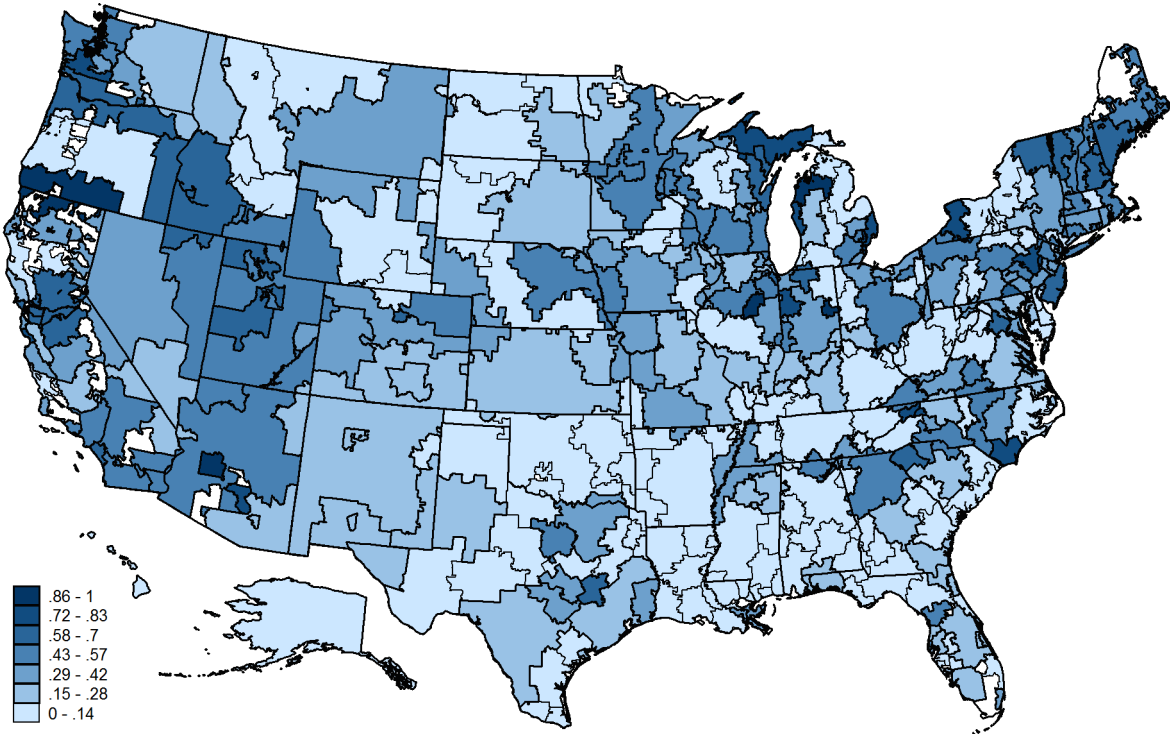 .86 - 1
.72 - .83
.58 - .7
.43 - .57
.29 - .42
.15 - .28
0 - .14